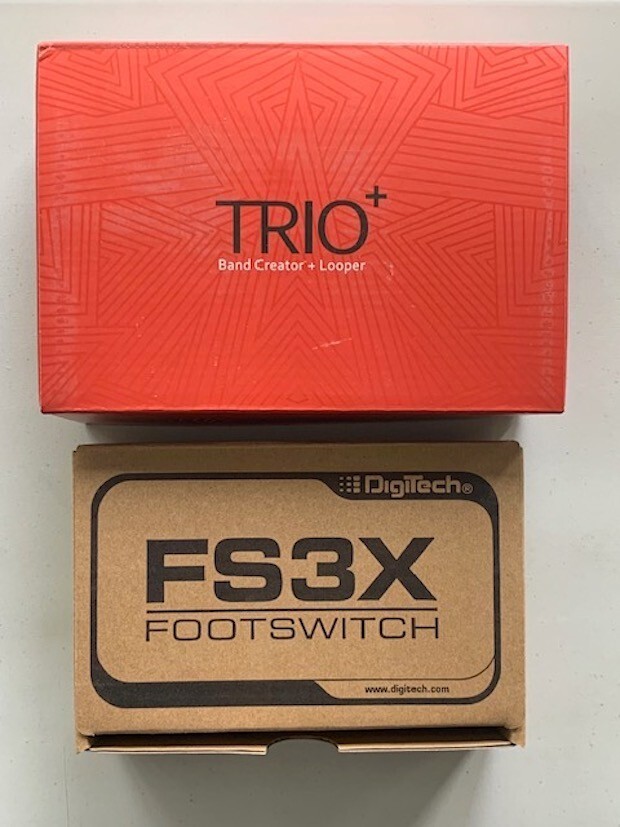 TRIO+
Band Creator + Looper
DigiTech®
FS3X
FOOTSWITCH
www.digitech.com